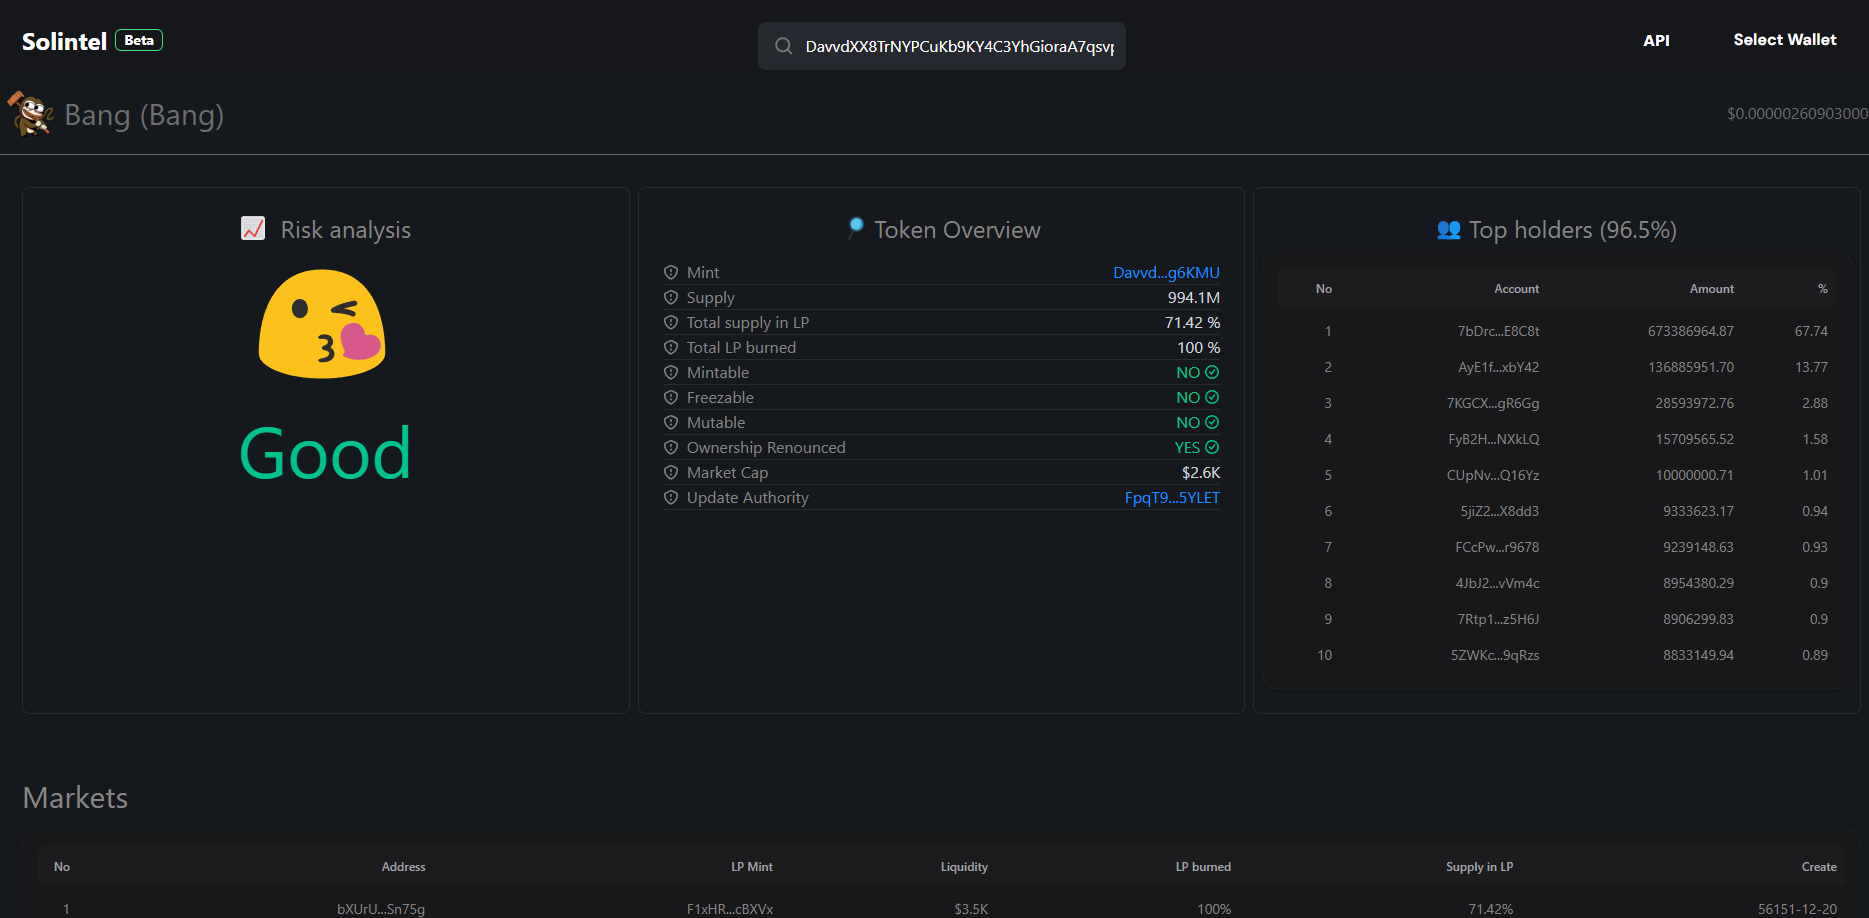 Solintel Beta
DavvdXX8TrNYPCuKb9KY4C3YhGioraA7qsvp
API
Select Wallet
Bang (Bang)
$0.00000260903000
Risk analysis
Good
Token Overview
Mint Davvd...g6KMU
Supply 994.1M
Total supply in LP 71.42 %
Total LP burned 100 %
Mintable NO
Freezable NO
Mutable NO
Ownership Renounced YES
Market Cap $2.6K
Update Authority FpqT9...5YLET
Top holders (96.5%)
No Account Amount %
1 7bDrc...E8C8t 673386964.87 67.74
2 AyE1f...xbY42 136885951.70 13.77
3 7KGCX...gR6Gg 28593972.76 2.88
4 FyB2H...NXkLQ 15709565.52 1.58
5 CUpNv...Q16Yz 10000000.71 1.01
6 5jiZ2...X8dd3 9333623.17 0.94
7 FCcPw...r9678 9239148.63 0.93
8 4JbJ2...vVm4c 8954380.29 0.9
9 7Rtp1...z5H6J 8906299.83 0.9
10 5ZWKc...9qRzs 8833149.94 0.89
Markets
No Address LP Mint Liquidity LP burned Supply in LP Create
1 bXUrU...Sn75g F1xHR...cBXVx $3.5K 100% 71.42% 56151-12-20